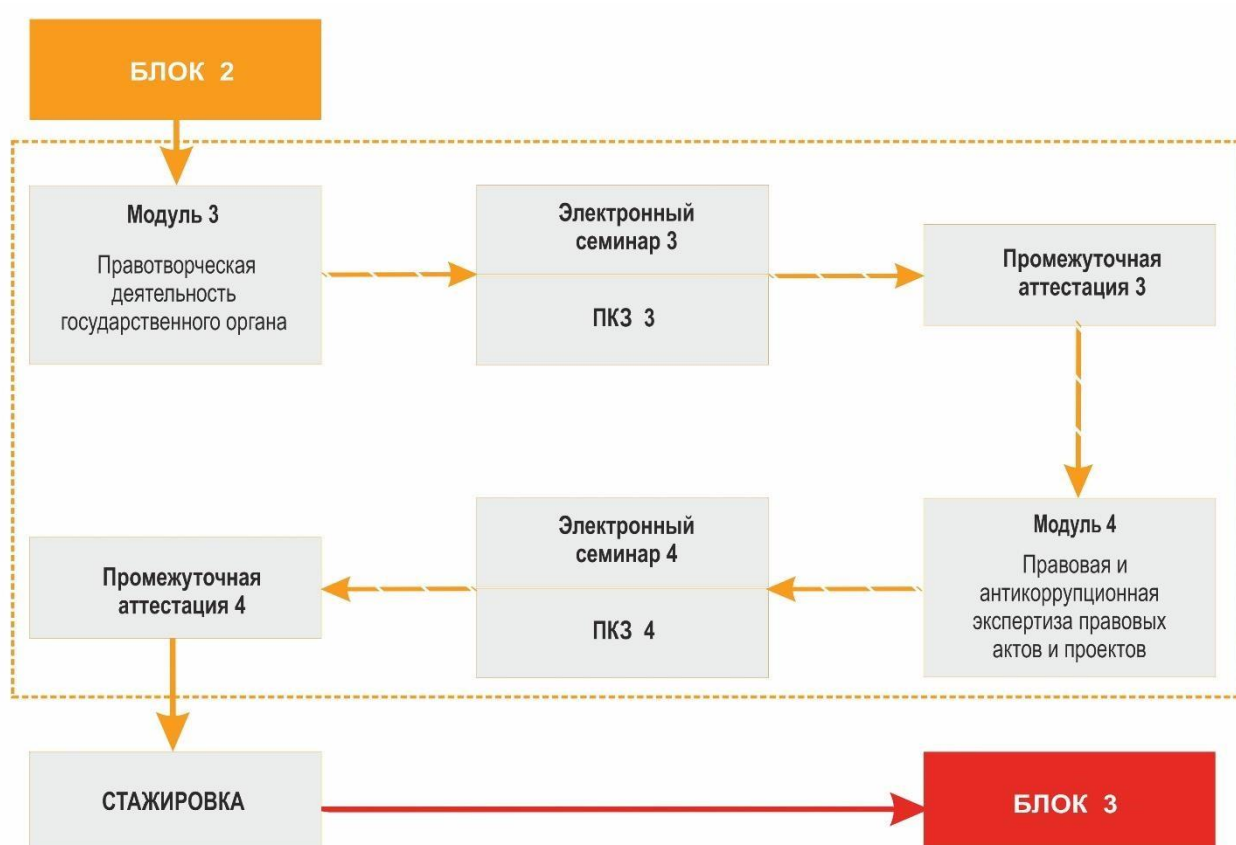 БЛОК 2
Модуль 3
Правотворческая
деятельность
государственного органа
Электронный
семинар 3
ПКЗ 3
Промежуточная
аттестация 3
Модуль 4
Правовая и
антикоррупционная
экспертиза правовых
актов и проектов
Электронный
семинар 4
ПКЗ 4
Промежуточная
аттестация 4
СТАЖИРОВКА
БЛОК 3